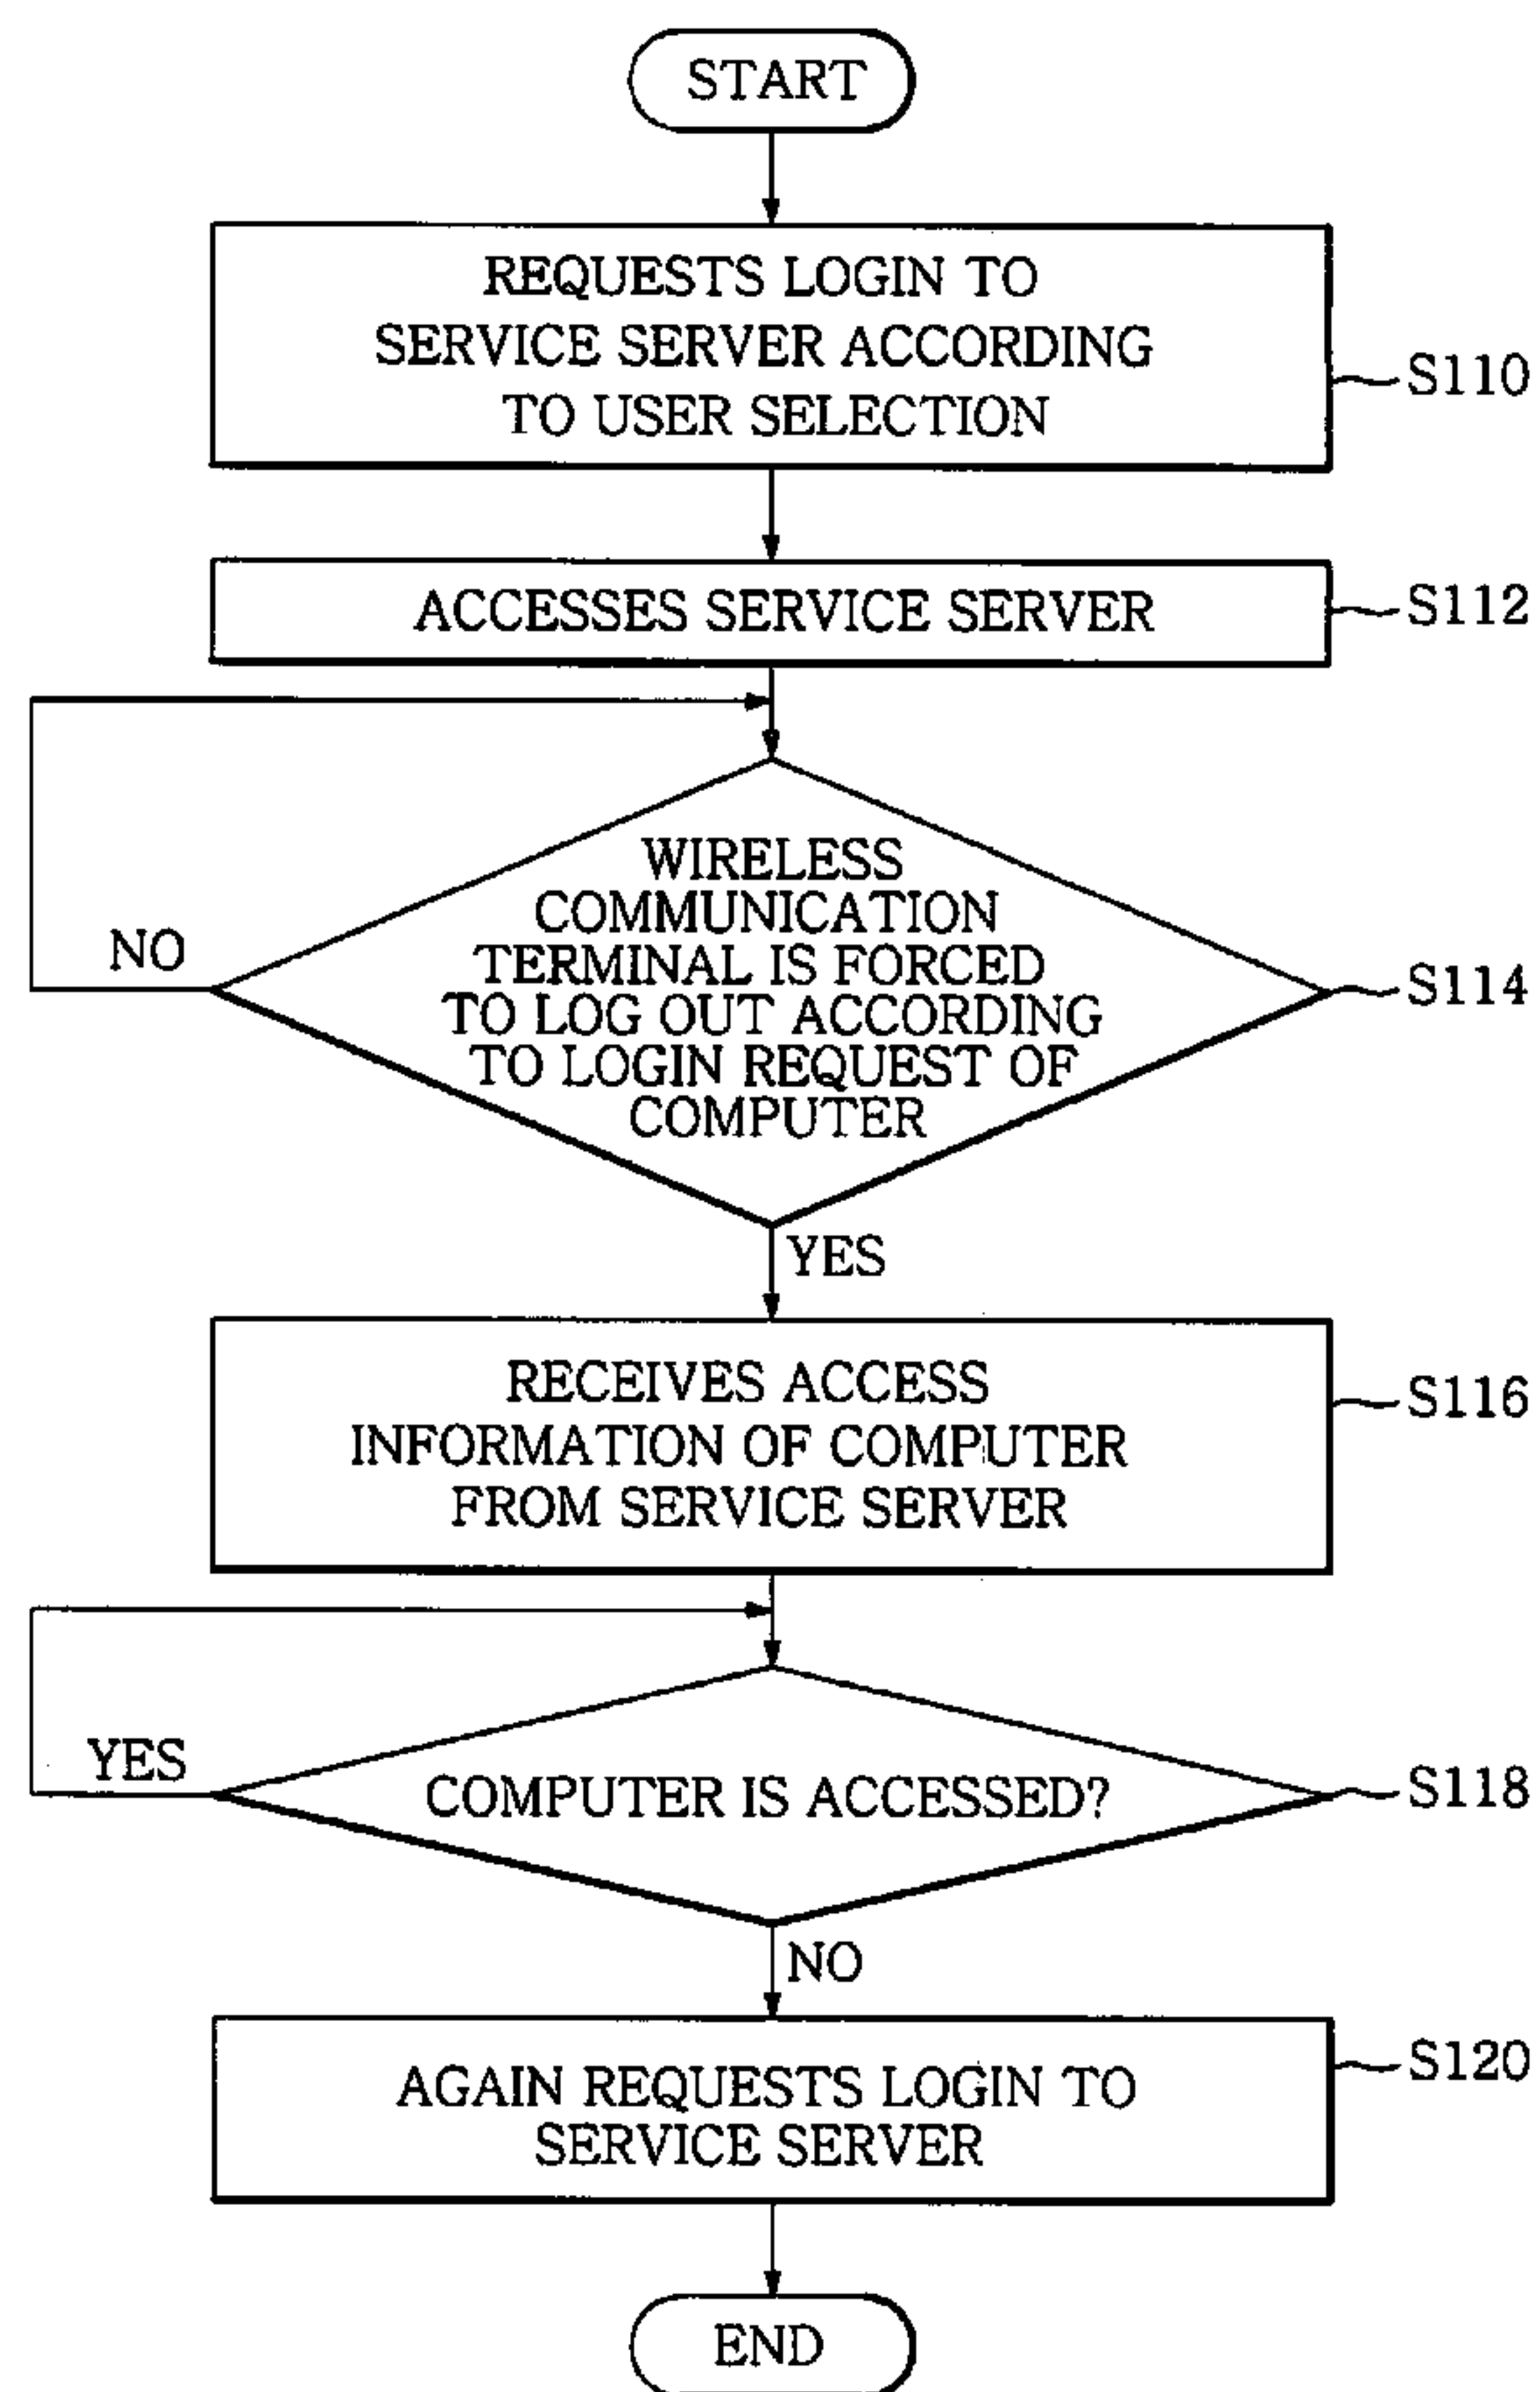 START
REQUESTS LOGIN TO
SERVICE SERVER ACCORDING
TO USER SELECTION
S110
ACCESSES SERVICE SERVER
S112
WIRELESS
COMMUNICATION
TERMINAL IS FORCED
TO LOG OUT ACCORDING
TO LOGIN REQUEST OF
COMPUTER
NO
S114
YES
RECEIVES ACCESS
INFORMATION OF COMPUTER
FROM SERVICE SERVER
S116
YES
COMPUTER IS ACCESSED?
S118
NO
AGAIN REQUESTS LOGIN TO
SERVICE SERVER
S120
END